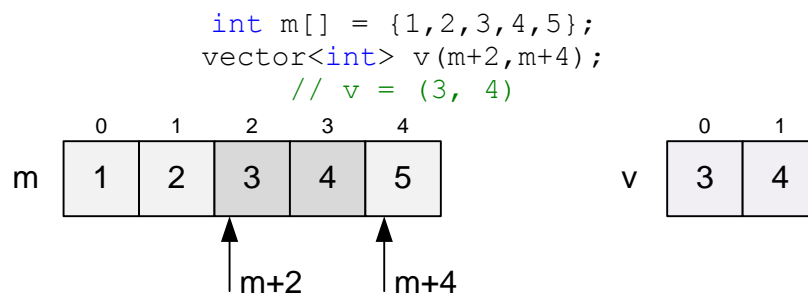 int m[] = {1,2,3,4,5};
vector<int> v(m+2,m+4);
// v = (3, 4)
0 1 2 3 4 0 1
m 1 2 3 4 5 v 3 4
m+2 m+4